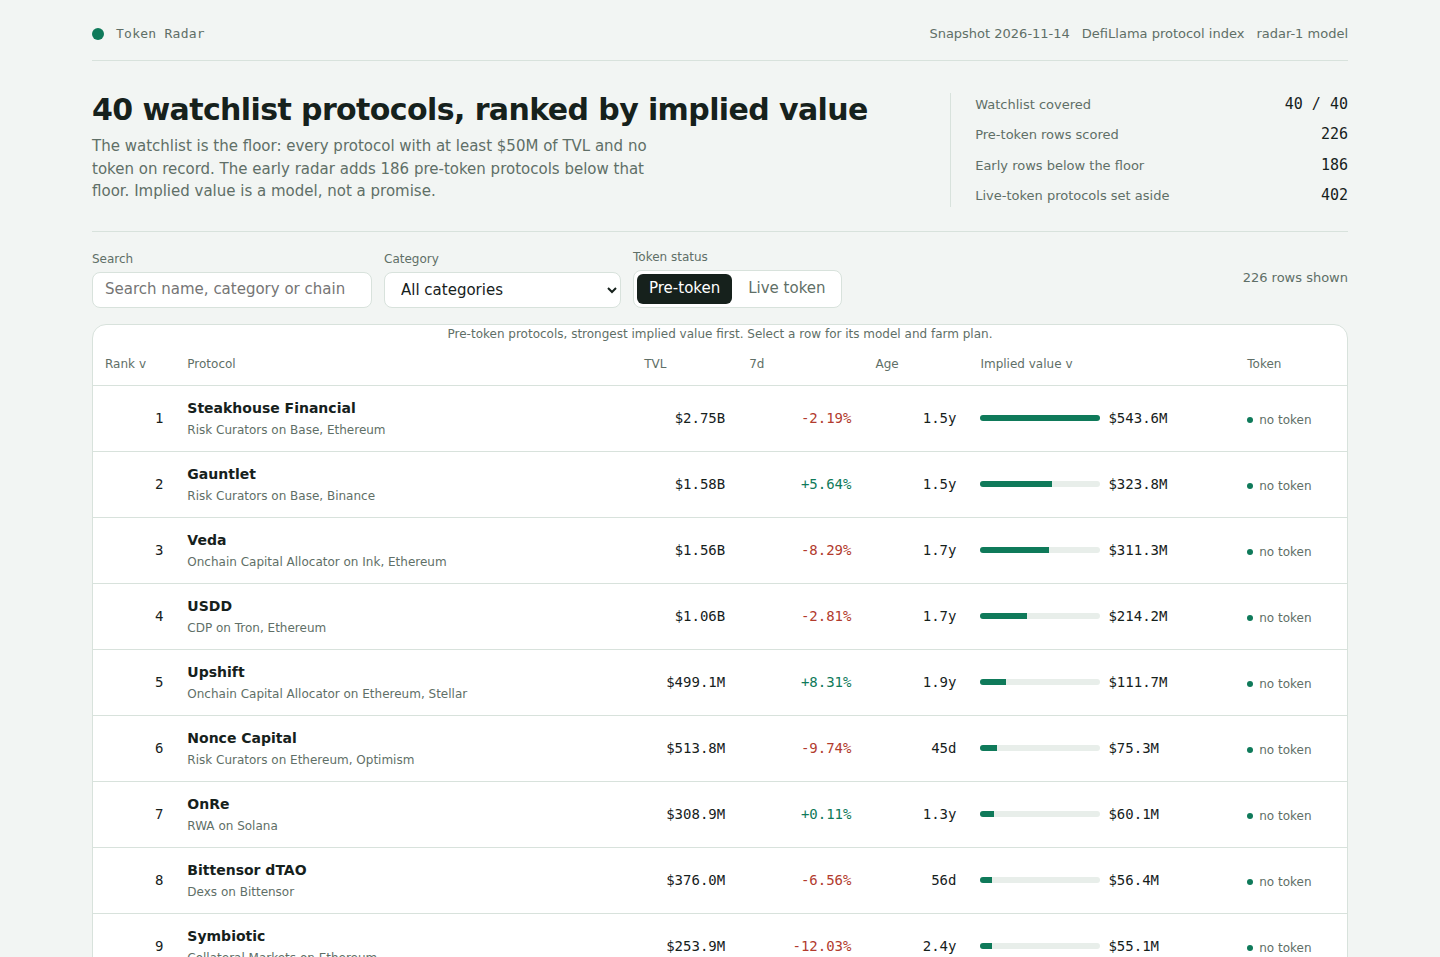 Token Radar
Snapshot 2026-11-14 DefiLlama protocol index radar-1 model
40 watchlist protocols, ranked by implied value
The watchlist is the floor: every protocol with at least $50M of TVL and no
token on record. The early radar adds 186 pre-token protocols below that
floor. Implied value is a model, not a promise.
Watchlist covered 40 / 40
Pre-token rows scored 226
Early rows below the floor 186
Live-token protocols set aside 402
Search
Category
Token status
Search name, category or chain
All categories
Pre-token Live token
226 rows shown
Pre-token protocols, strongest implied value first. Select a row for its model and farm plan.
Rank v Protocol TVL 7d Age Implied value v Token
1 Steakhouse Financial $2.75B -2.19% 1.5y $543.6M no token
Risk Curators on Base, Ethereum
2 Gauntlet $1.58B +5.64% 1.5y $323.8M no token
Risk Curators on Base, Binance
3 Veda $1.56B -8.29% 1.7y $311.3M no token
Onchain Capital Allocator on Ink, Ethereum
4 USDD $1.06B -2.81% 1.7y $214.2M no token
CDP on Tron, Ethereum
5 Upshift $499.1M +8.31% 1.9y $111.7M no token
Onchain Capital Allocator on Ethereum, Stellar
6 Nonce Capital $513.8M -9.74% 45d $75.3M no token
Risk Curators on Ethereum, Optimism
7 OnRe $308.9M +0.11% 1.3y $60.1M no token
RWA on Solana
8 Bittensor dTAO $376.0M -6.56% 56d $56.4M no token
Dexs on Bittensor
9 Symbiotic $253.9M -12.03% 2.4y $55.1M no token
Collateral Markets on Ethereum